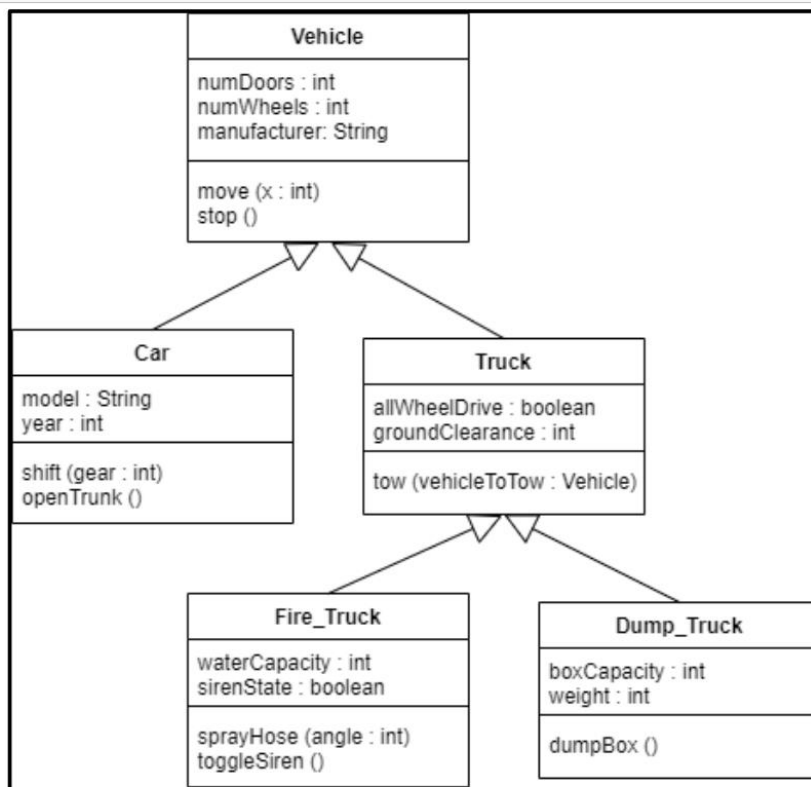 Vehicle
numDoors : int
numWheels : int
manufacturer: String
move (x : int)
stop ()
Car
model : String
year : int
shift (gear : int)
openTrunk ()
Truck
allWheelDrive : boolean
groundClearance : int
tow (vehicleToTow : Vehicle)
Fire_Truck
waterCapacity : int
sirenState : boolean
sprayHose (angle : int)
toggleSiren ()
Dump_Truck
boxCapacity : int
weight : int
dumpBox ()